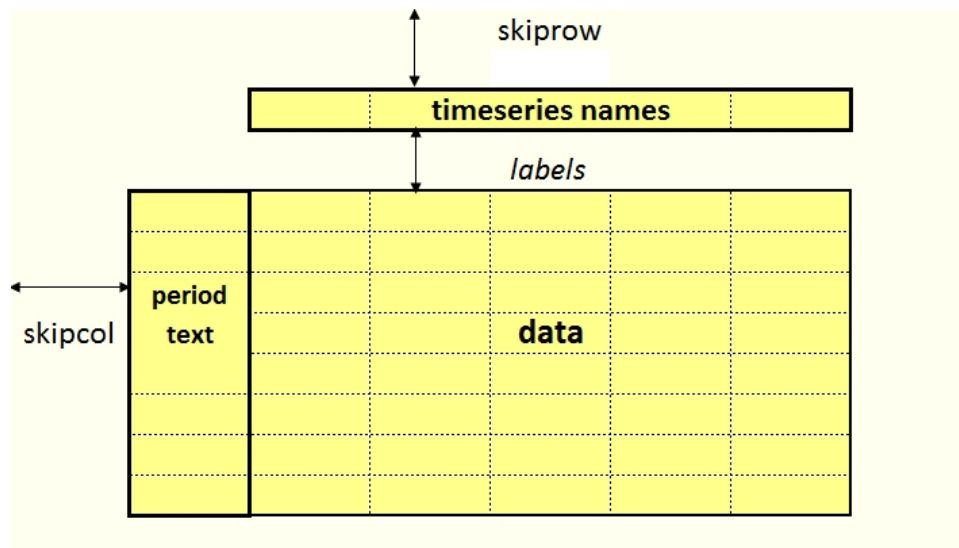 skiprow
timeseries names
labels
period
text
skipcol
data